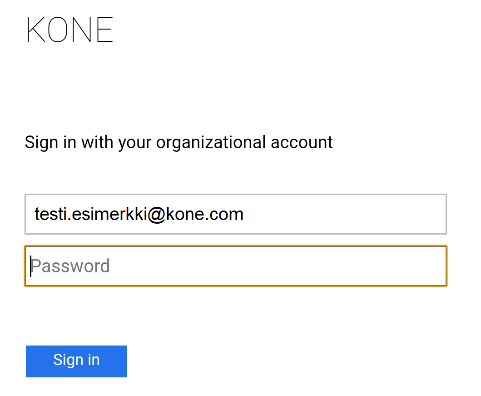 KONE
Sign in with your organizational account
testi.esimerkki@kone.com
Password
Sign in